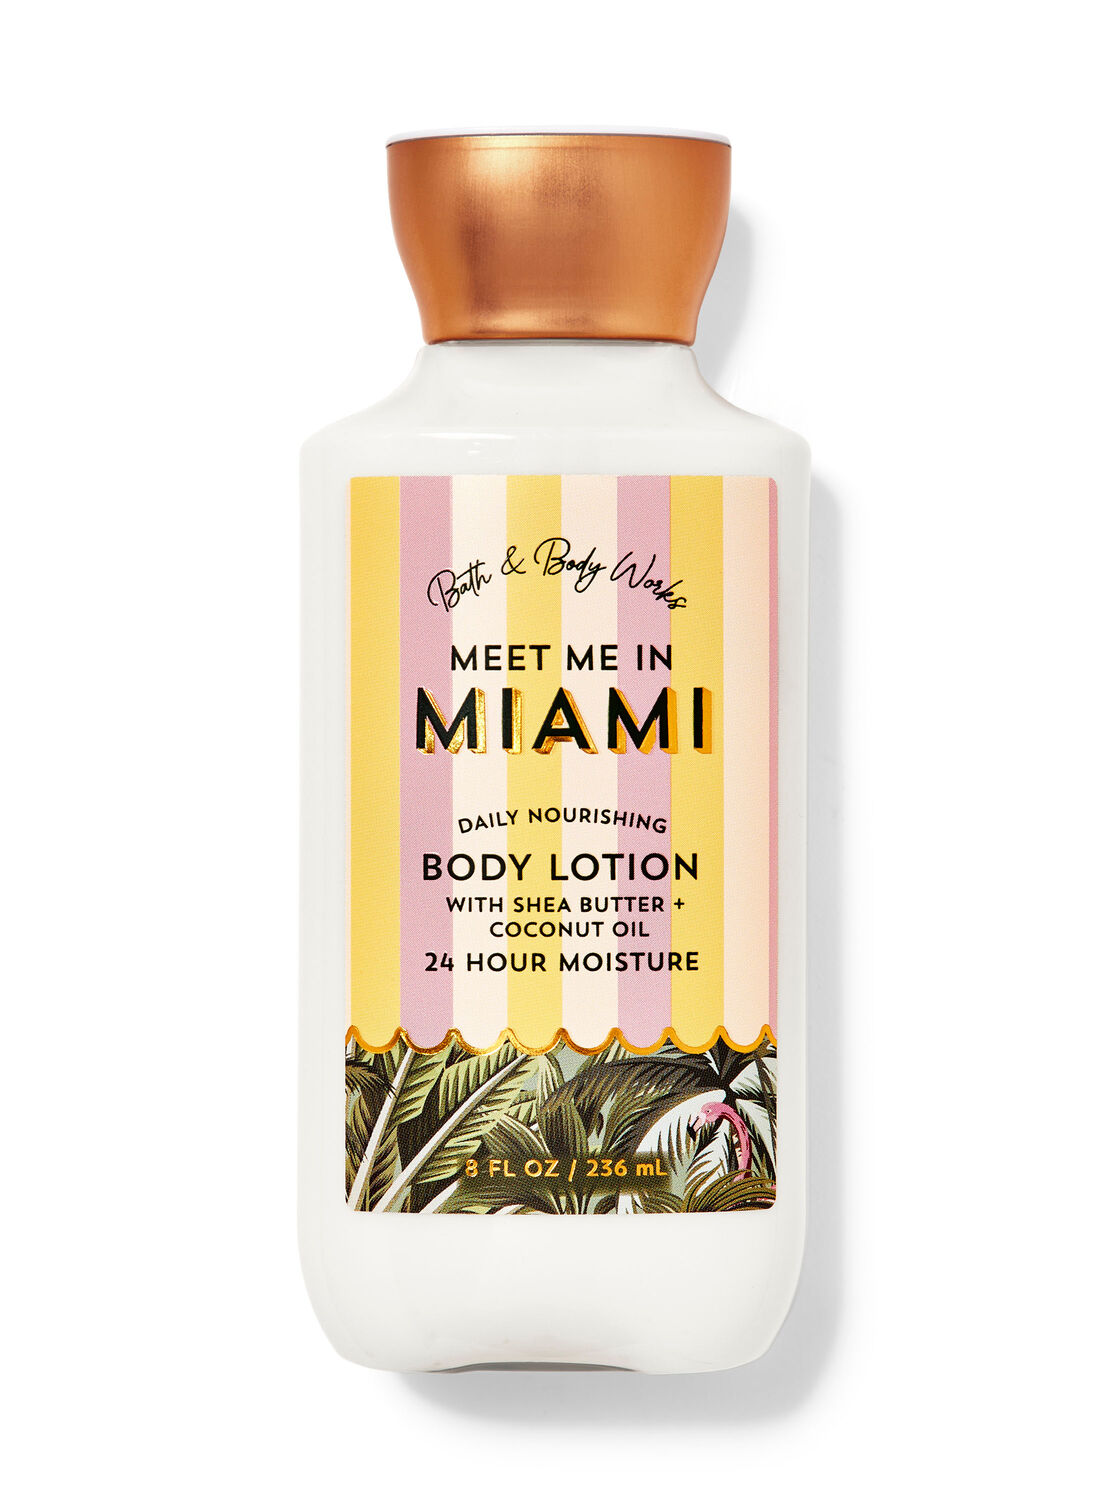 Bath & Body Works
MEET ME IN
MIAMI
DAILY NOURISHING
BODY LOTION
WITH SHEA BUTTER +
COCONUT OIL
24 HOUR MOISTURE
8 FL OZ / 236 mL